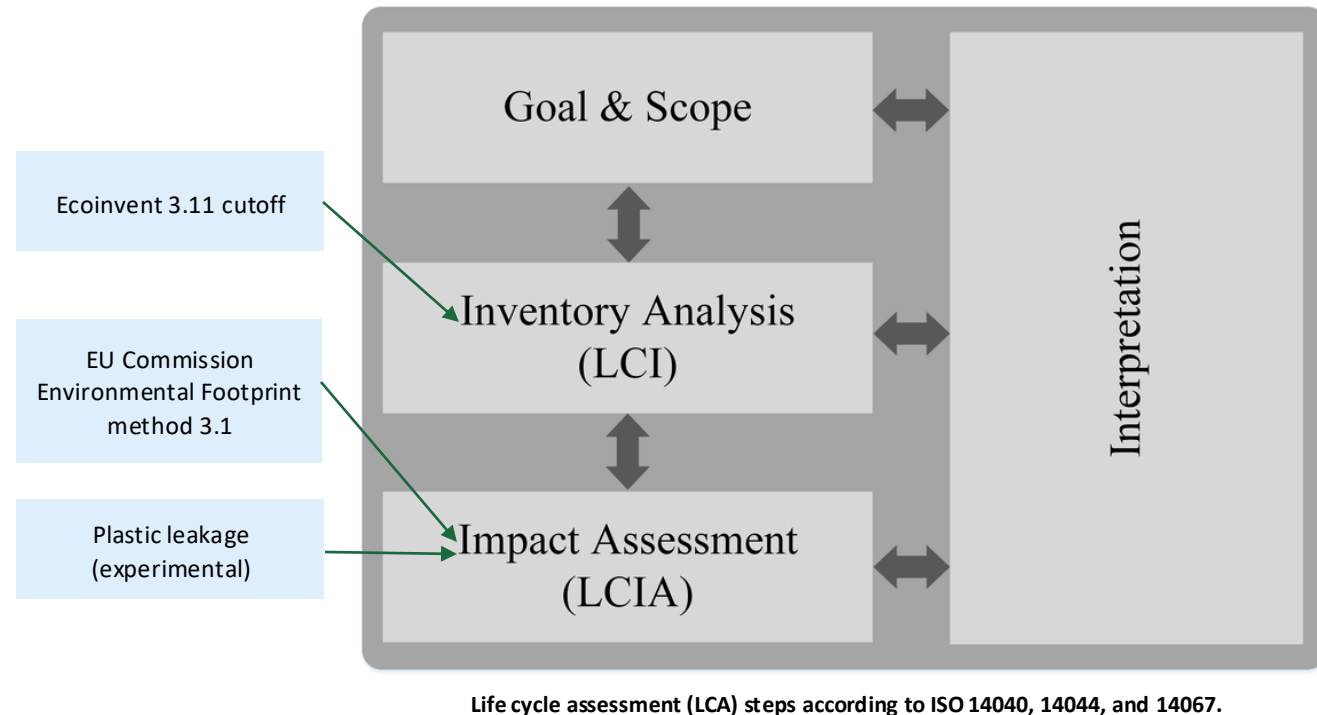 Goal & Scope
Ecoinvent 3.11 cutoff
Inventory Analysis
(LCI)
EU Commission
Environmental Footprint
method 3.1
Plastic leakage
(experimental)
Impact Assessment
(LCIA)
Interpretation
Life cycle assessment (LCA) steps according to ISO 14040, 14044, and 14067.